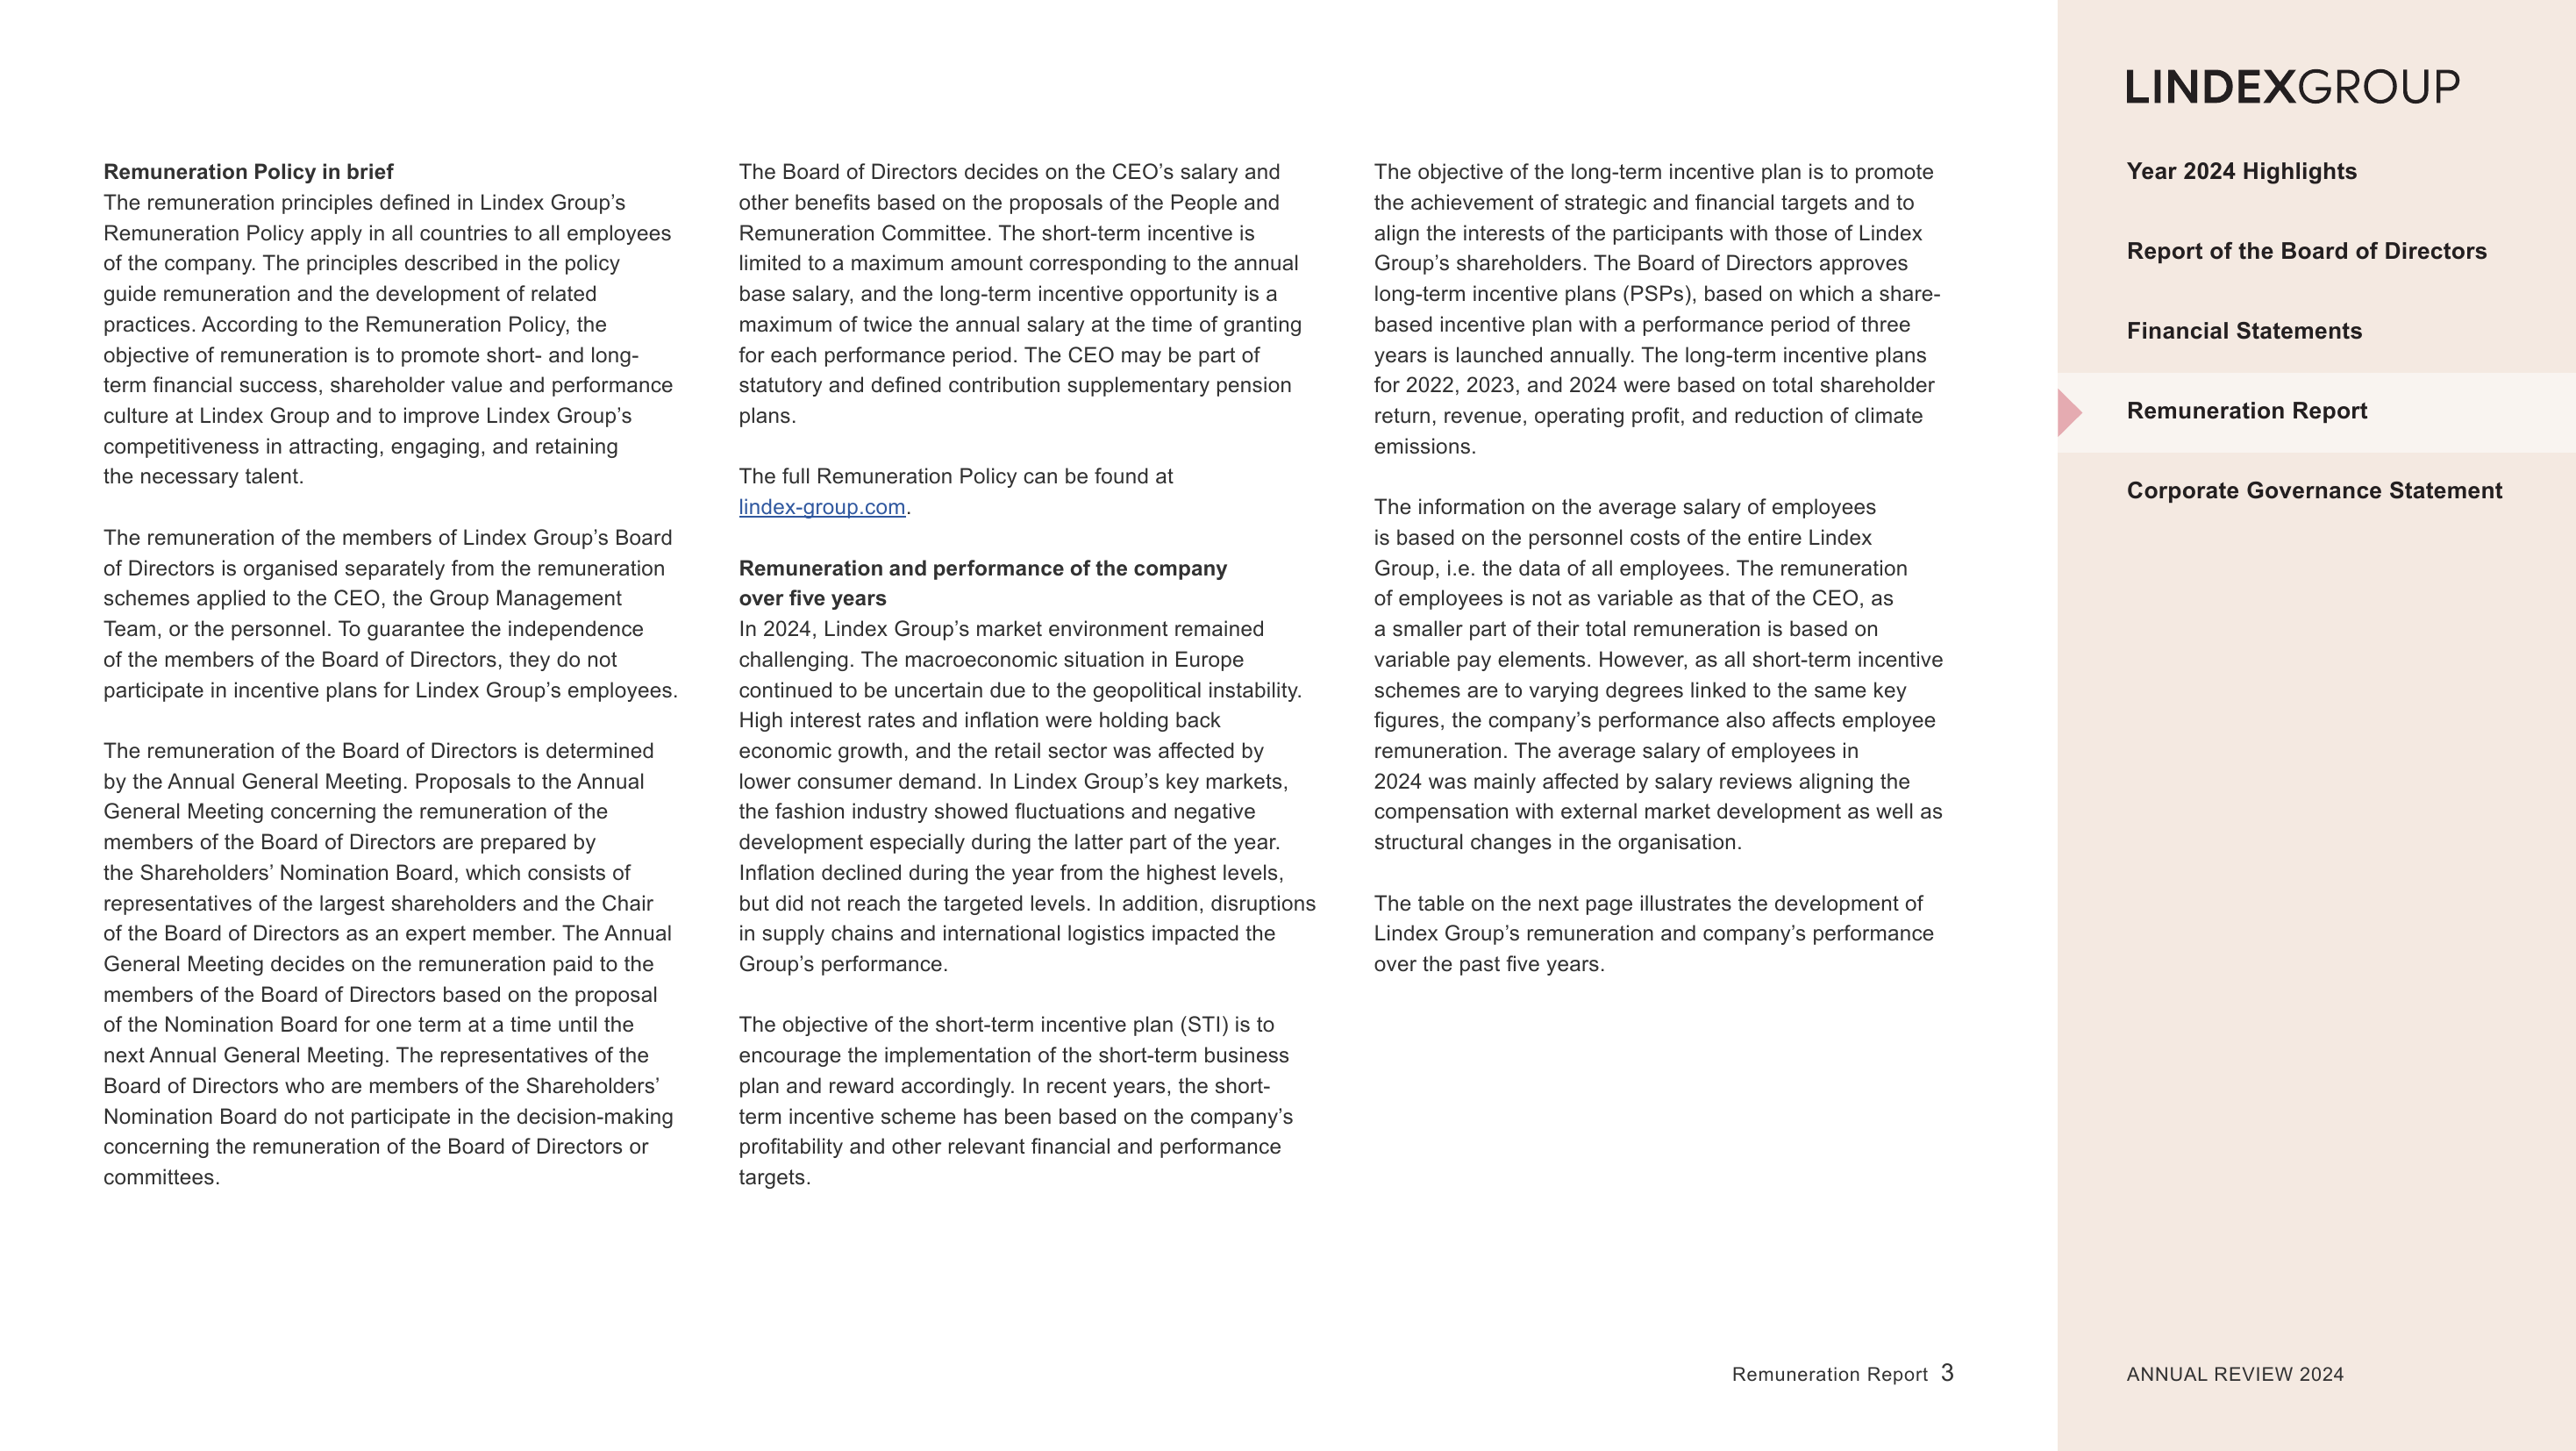 Remuneration Policy in brief
The remuneration principles defined in Lindex Group’s
Remuneration Policy apply in all countries to all employees
of the company. The principles described in the policy
guide remuneration and the development of related
practices. According to the Remuneration Policy, the
objective of remuneration is to promote short- and long-
term financial success, shareholder value and performance
culture at Lindex Group and to improve Lindex Group’s
competitiveness in attracting, engaging, and retaining
the necessary talent.
The remuneration of the members of Lindex Group’s Board
of Directors is organised separately from the remuneration
schemes applied to the CEO, the Group Management
Team, or the personnel. To guarantee the independence
of the members of the Board of Directors, they do not
participate in incentive plans for Lindex Group’s employees.
The remuneration of the Board of Directors is determined
by the Annual General Meeting. Proposals to the Annual
General Meeting concerning the remuneration of the
members of the Board of Directors are prepared by
the Shareholders’ Nomination Board, which consists of
representatives of the largest shareholders and the Chair
of the Board of Directors as an expert member. The Annual
General Meeting decides on the remuneration paid to the
members of the Board of Directors based on the proposal
of the Nomination Board for one term at a time until the
next Annual General Meeting. The representatives of the
Board of Directors who are members of the Shareholders’
Nomination Board do not participate in the decision-making
concerning the remuneration of the Board of Directors or
committees.
The Board of Directors decides on the CEO’s salary and
other benefits based on the proposals of the People and
Remuneration Committee. The short-term incentive is
limited to a maximum amount corresponding to the annual
base salary, and the long-term incentive opportunity is a
maximum of twice the annual salary at the time of granting
for each performance period. The CEO may be part of
statutory and defined contribution supplementary pension
plans.
The full Remuneration Policy can be found at
lindex-group.com.
Remuneration and performance of the company
over five years
In 2024, Lindex Group’s market environment remained
challenging. The macroeconomic situation in Europe
continued to be uncertain due to the geopolitical instability.
High interest rates and inflation were holding back
economic growth, and the retail sector was affected by
lower consumer demand. In Lindex Group’s key markets,
the fashion industry showed fluctuations and negative
development especially during the latter part of the year.
Inflation declined during the year from the highest levels,
but did not reach the targeted levels. In addition, disruptions
in supply chains and international logistics impacted the
Group’s performance.
The objective of the short-term incentive plan (STI) is to
encourage the implementation of the short-term business
plan and reward accordingly. In recent years, the short-
term incentive scheme has been based on the company’s
profitability and other relevant financial and performance
targets.
The objective of the long-term incentive plan is to promote
the achievement of strategic and financial targets and to
align the interests of the participants with those of Lindex
Group’s shareholders. The Board of Directors approves
long-term incentive plans (PSPs), based on which a share-
based incentive plan with a performance period of three
years is launched annually. The long-term incentive plans
for 2022, 2023, and 2024 were based on total shareholder
return, revenue, operating profit, and reduction of climate
emissions.
The information on the average salary of employees
is based on the personnel costs of the entire Lindex
Group, i.e. the data of all employees. The remuneration
of employees is not as variable as that of the CEO, as
a smaller part of their total remuneration is based on
variable pay elements. However, as all short-term incentive
schemes are to varying degrees linked to the same key
figures, the company’s performance also affects employee
remuneration. The average salary of employees in
2024 was mainly affected by salary reviews aligning the
compensation with external market development as well as
structural changes in the organisation.
The table on the next page illustrates the development of
Lindex Group’s remuneration and company’s performance
over the past five years.
Remuneration Report 3
LINDEXGROUP
Year 2024 Highlights
Report of the Board of Directors
Financial Statements
Remuneration Report
Corporate Governance Statement
ANNUAL REVIEW 2024